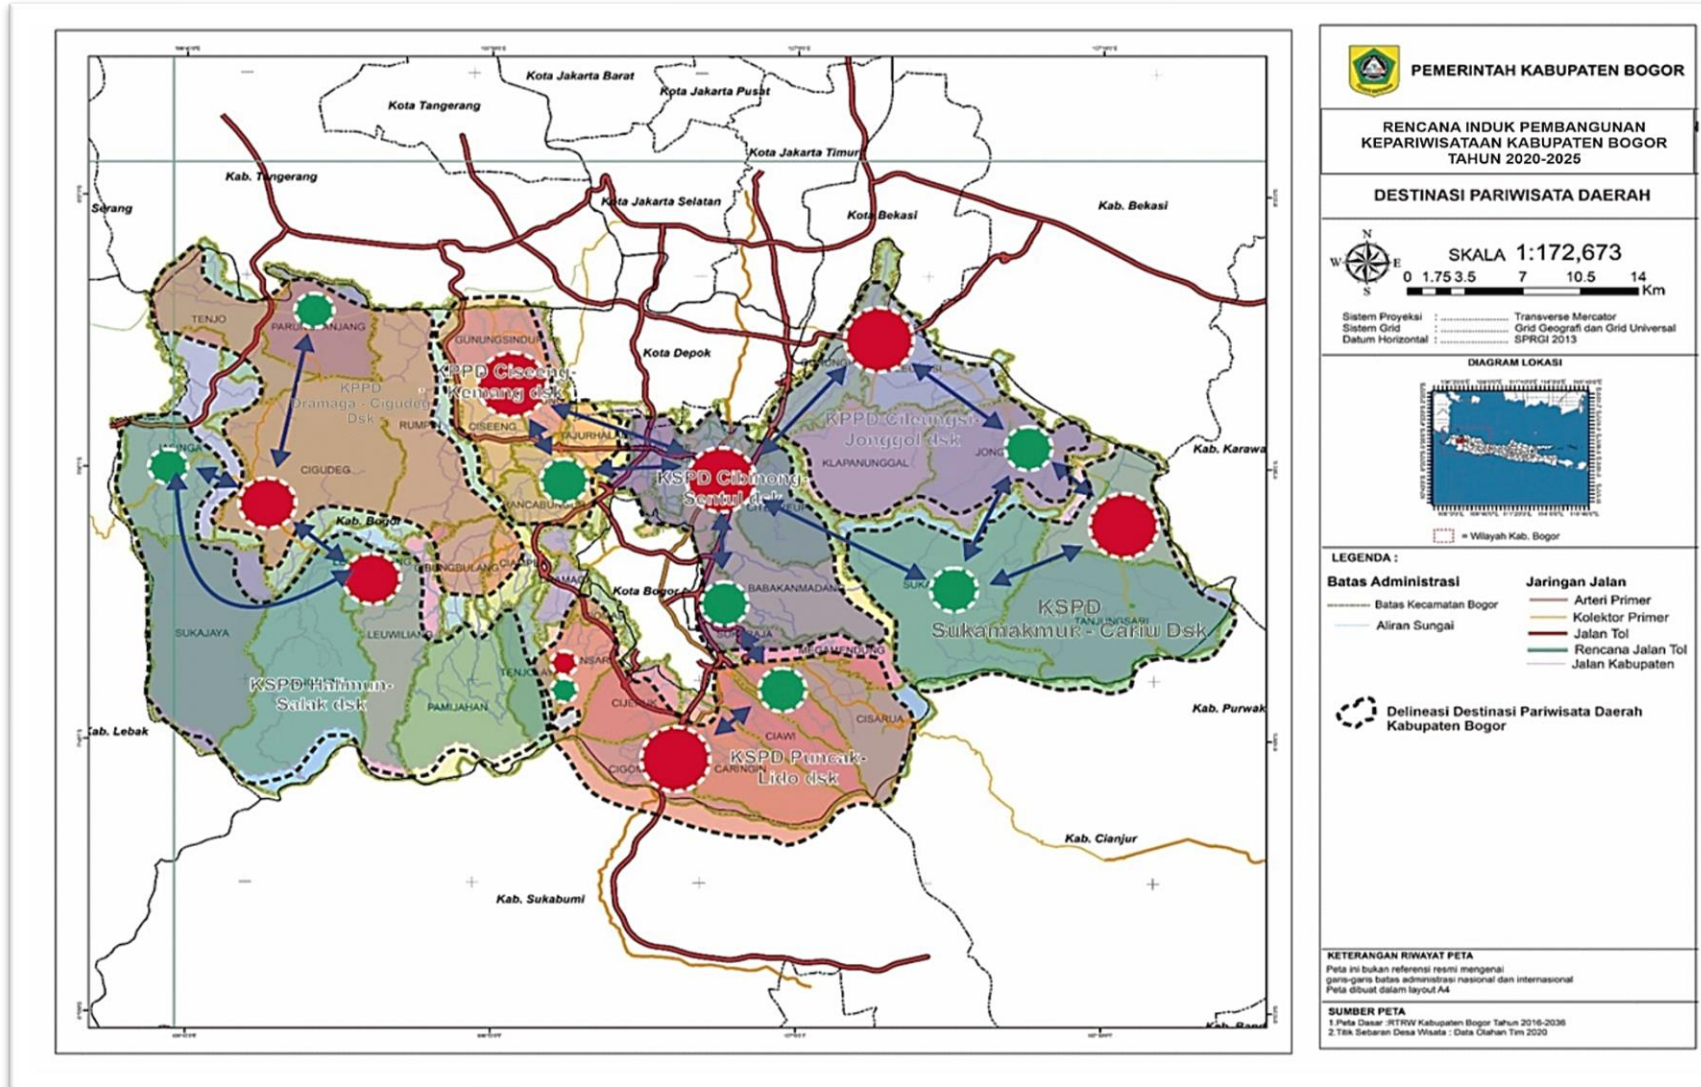 Kota Jakarta Barat
Kota Jakarta Pusat
Kota Tangerang
Kota Jakarta Timur
Kab. Tangerang
Serang
Kota Jakarta Selatan
Kota Bekasi
Kab. Bekasi
TENJO
GUNUNGSINDUR
Kota Depok
KPPD Ciseeng-
Kemang dsk
KPPD
Dramaga - Cigudeg
Dsk
RUMPIN
CISEENG
TAJURHALANG
KPPD Cileungsi-
Jonggol dsk
KLAPANUNGGAL
Kab. Karawa
CIGUDEG
KSPD Cibinong-
Sentul dsk
Kab. Bogor
CIBUNGBULANG
Kota Bogor
BABAKANMADANG
KSPD
Sukamakmur - Cariu Dsk
TANJUNGSARI
SUKAJAYA
LEUWILIANG
MEGAMENDUNG
KSPD Halimun-
Salak dsk
PAMIJAHAN
CIJERUK
CISARUA
Kab. Purwak
ab. Lebak
CIAWI
KSPD Puncak-
Lido dsk
CARINGIN
Kab. Cianjur
Kab. Sukabumi
PEMERINTAH KABUPATEN BOGOR
RENCANA INDUK PEMBANGUNAN
KEPARIWISATAAN KABUPATEN BOGOR
TAHUN 2020-2025
DESTINASI PARIWISATA DAERAH
N
W E
S
SKALA 1:172,673
0 1.75 3.5 7 10.5 14
Km
Sistem Proyeksi : .................... Transverse Mercator
Sistem Grid : .................... Grid Geografi dan Grid Universal
Datum Horizontal : .................... SPRGI 2013
DIAGRAM LOKASI
= Wilayah Kab. Bogor
LEGENDA :
Batas Administrasi
Batas Kecamatan Bogor
Aliran Sungai
Jaringan Jalan
Arteri Primer
Kolektor Primer
Jalan Tol
Rencana Jalan Tol
Jalan Kabupaten
Delineasi Destinasi Pariwisata Daerah
Kabupaten Bogor
KETERANGAN RIWAYAT PETA
Peta ini bukan referensi resmi mengenai
garis-garis batas administrasi nasional dan internasional
Peta dibuat dalam layout A4
SUMBER PETA
1.Peta Dasar :RTRW Kabupaten Bogor Tahun 2016-2036
2.Titik Sebaran Desa Wisata : Data Olahan Tim 2020